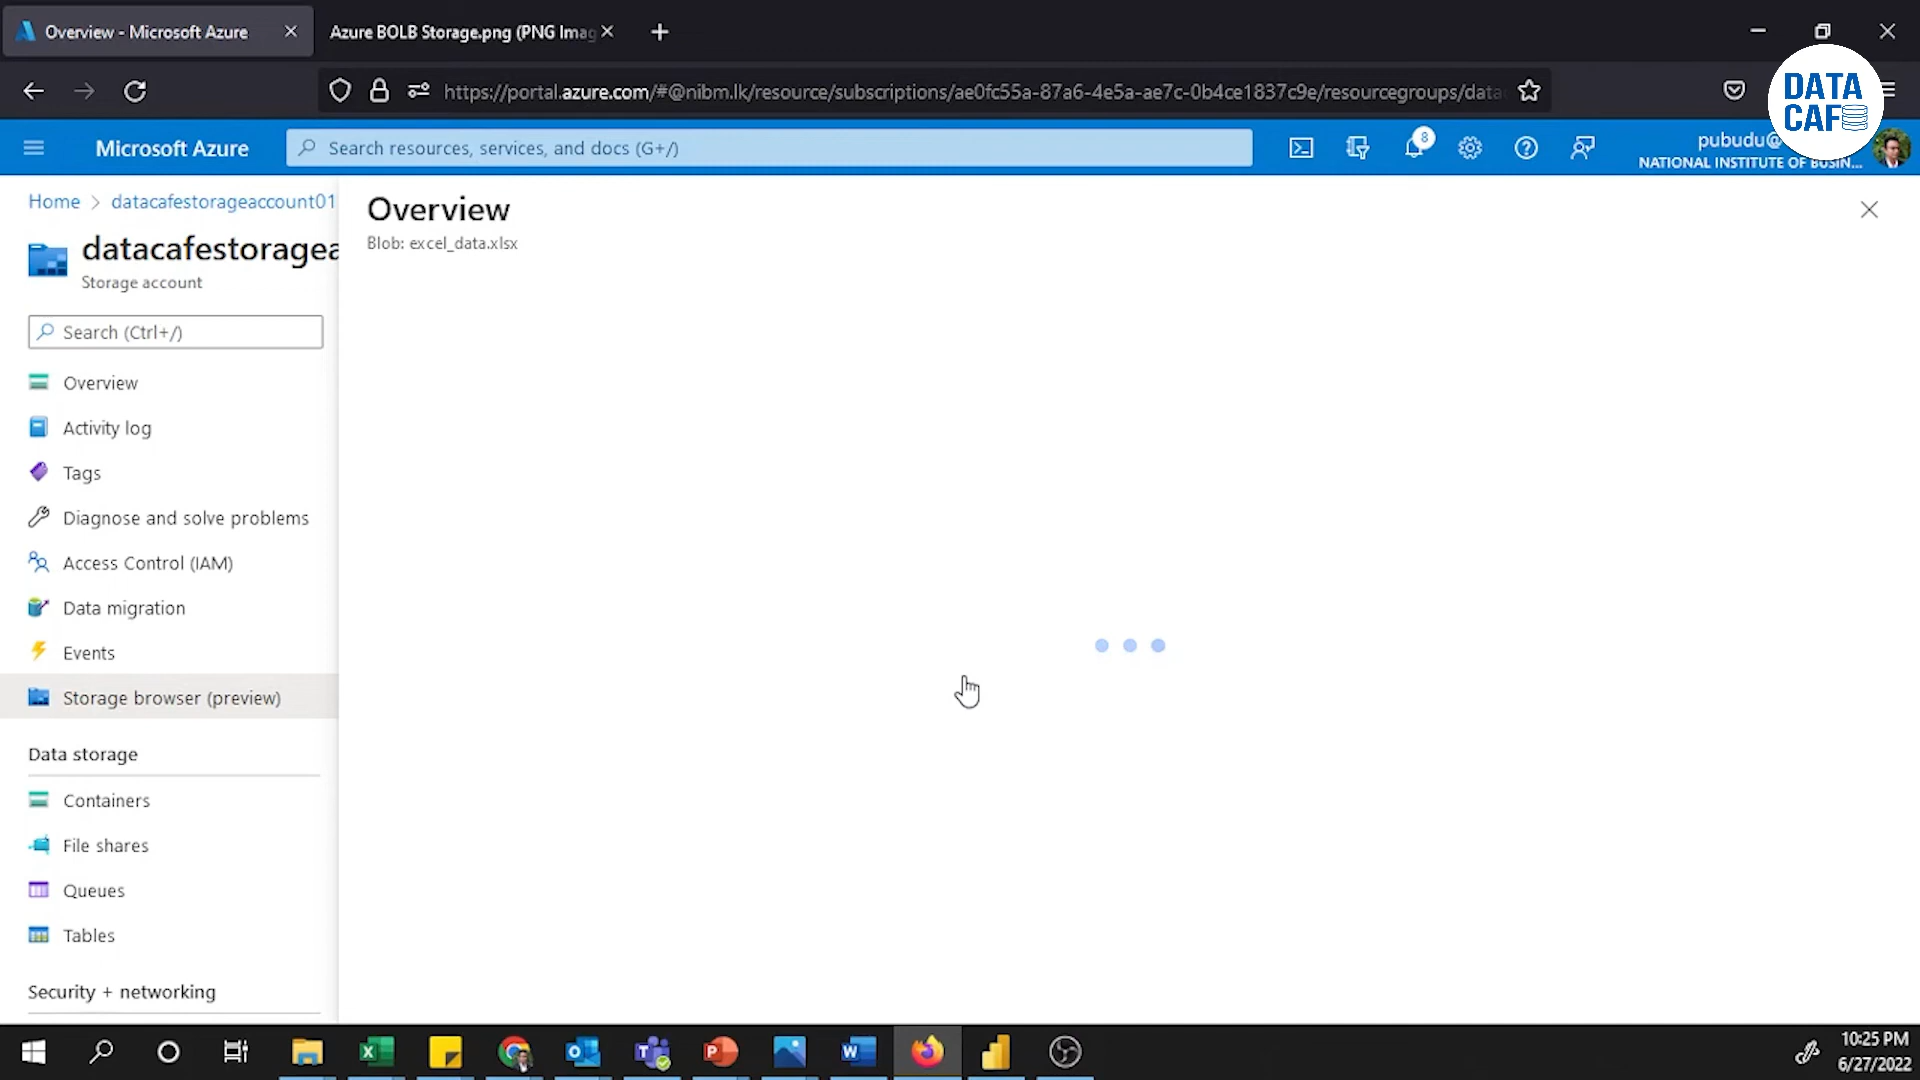 Overview - Microsoft Azure
Azure BOLB Storage.png (PNG Imag
https://portal.azure.com/#@nibm.lk/resource/subscriptions/ae0fc55a-87a6-4e5a-ae7c-0b4ce1837c9e/resourcegroups/data
DATA
CAFE
Microsoft Azure
Search resources, services, and docs (G+/)
8
pubudu@
NATIONAL INSTITUTE OF BUSIN...
Home > datacafestorageaccount01
datacafestoragea
Storage account
Search (Ctrl+/)
Overview
Activity log
Tags
Diagnose and solve problems
Access Control (IAM)
Data migration
Events
Storage browser (preview)
Data storage
Containers
File shares
Queues
Tables
Security + networking
Overview
Blob: excel_data.xlsx
10:25 PM
6/27/2022